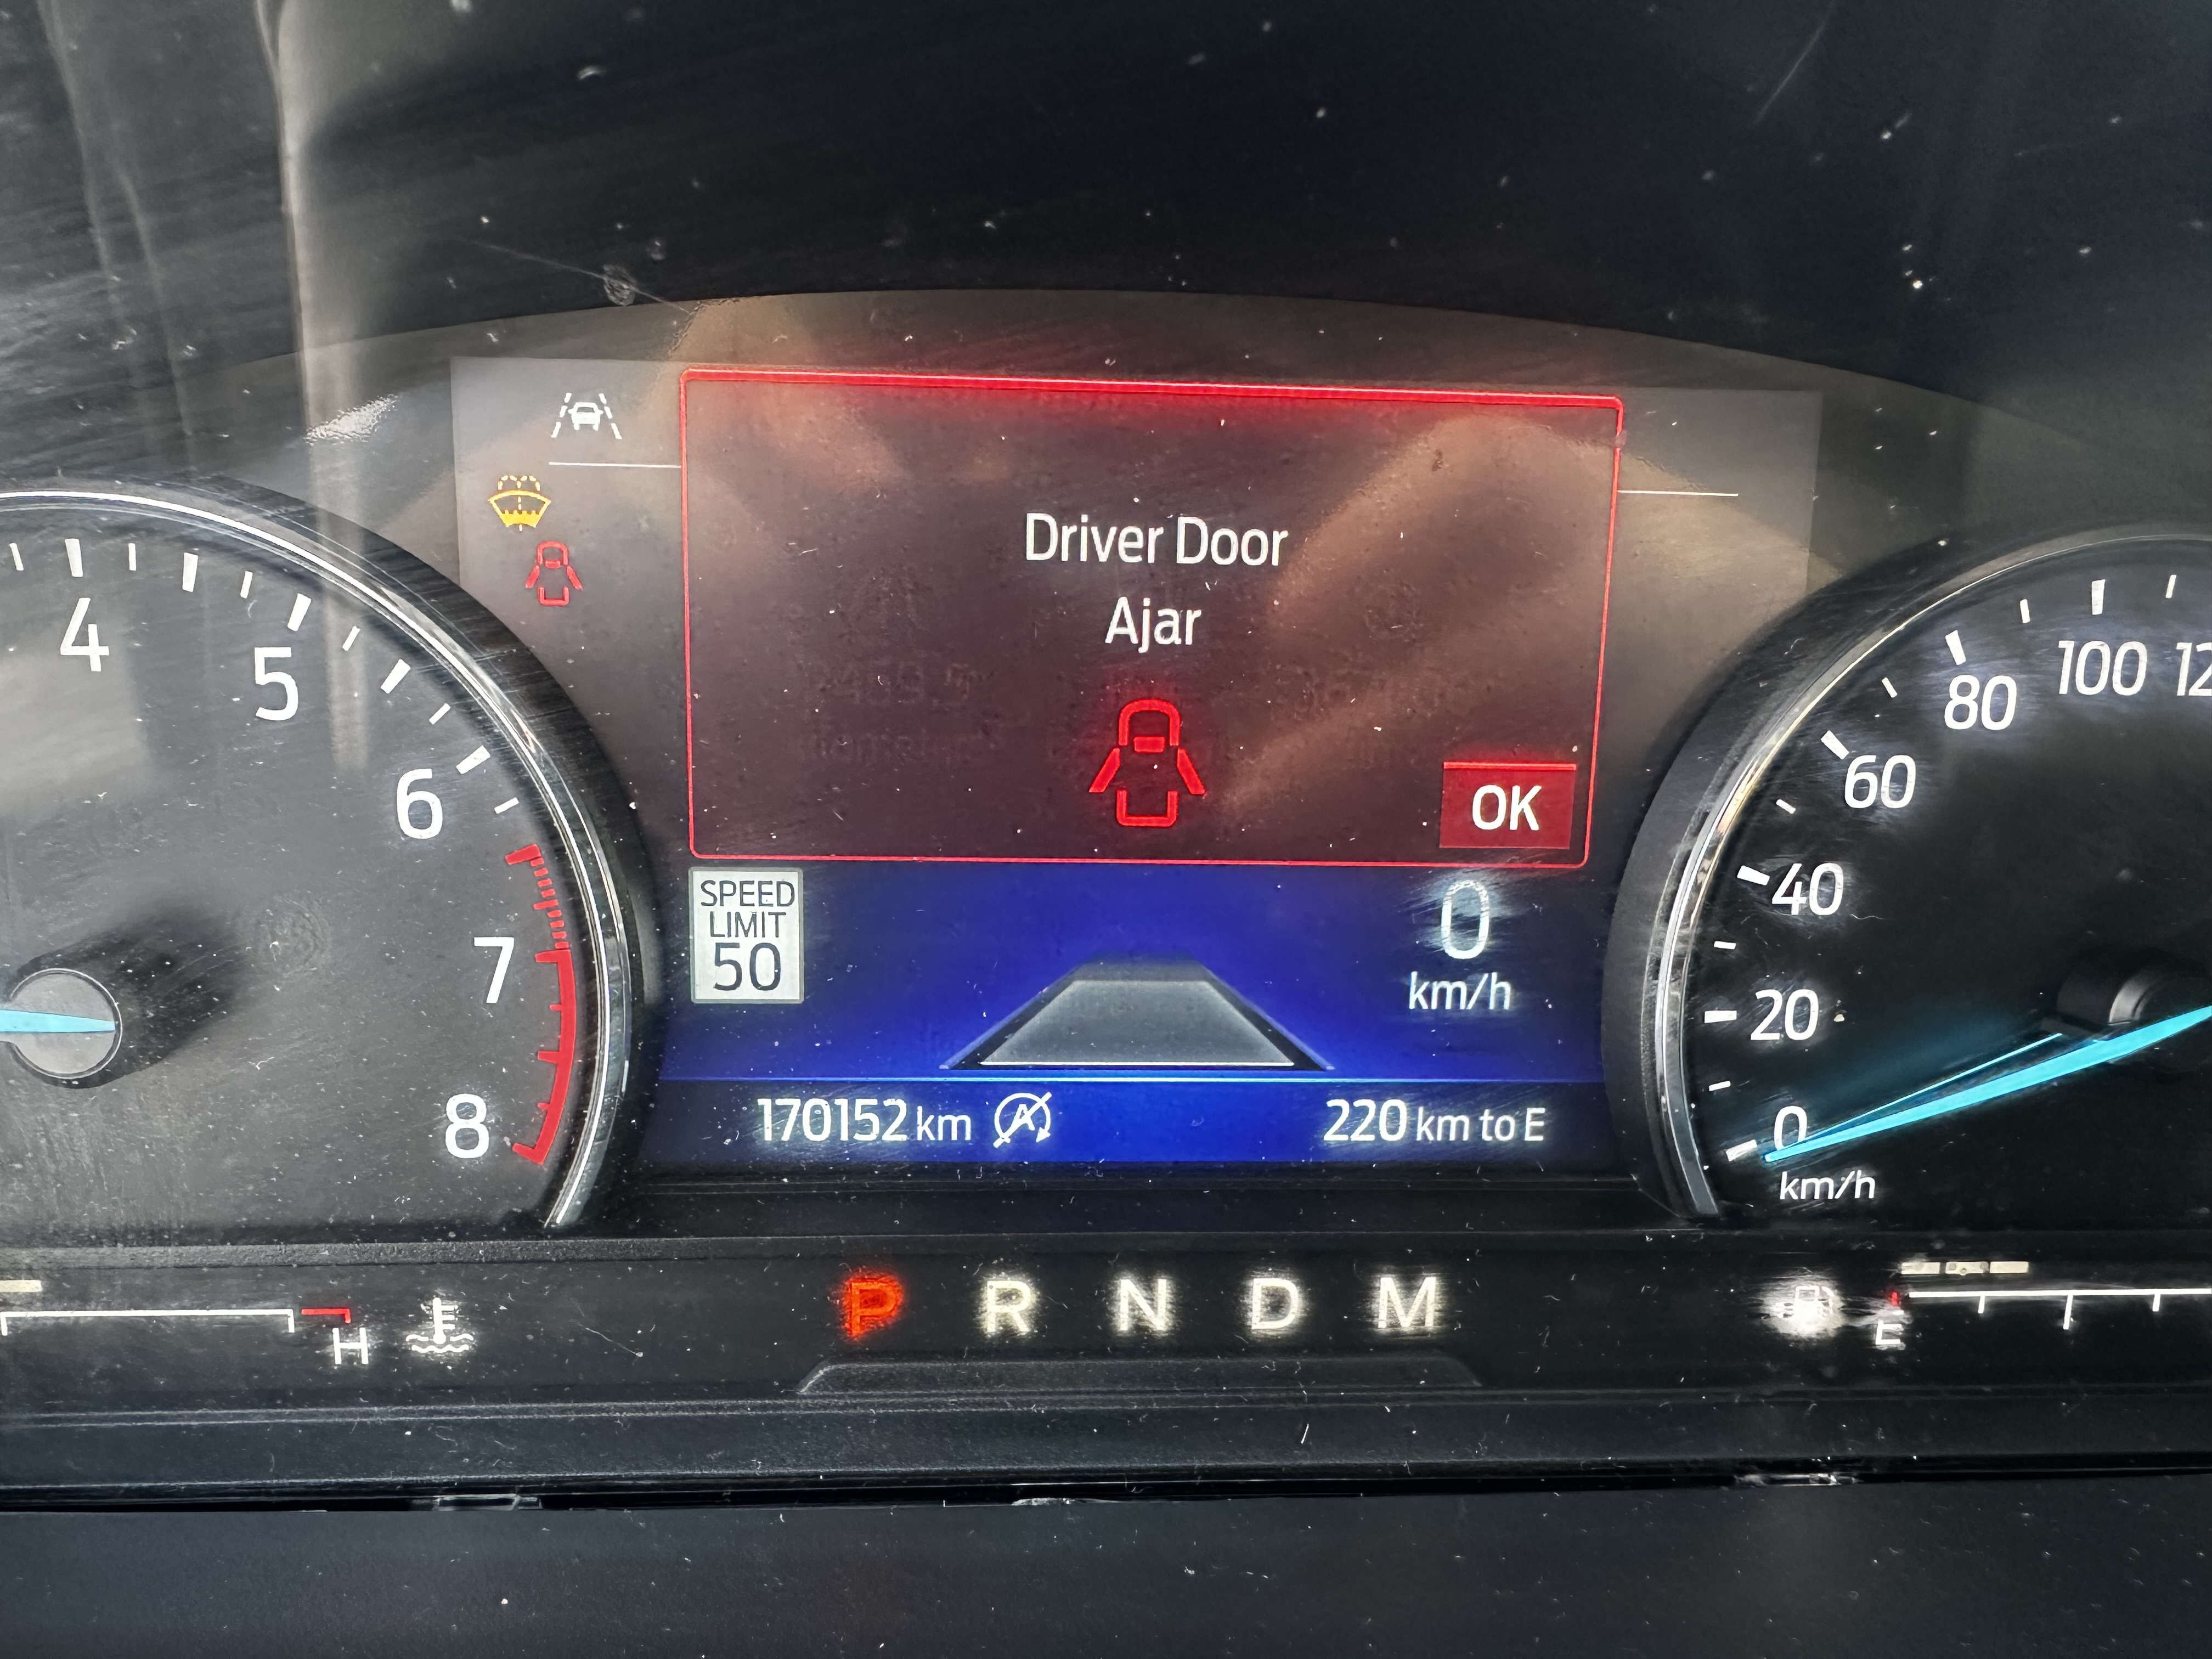 Driver Door
Ajar
OK
4
5
6
7
8
SPEED
LIMIT
50
0
km/h
170152 km
220 km to E
100
80
60
40
20
0
km/h
H
P R N D M
E